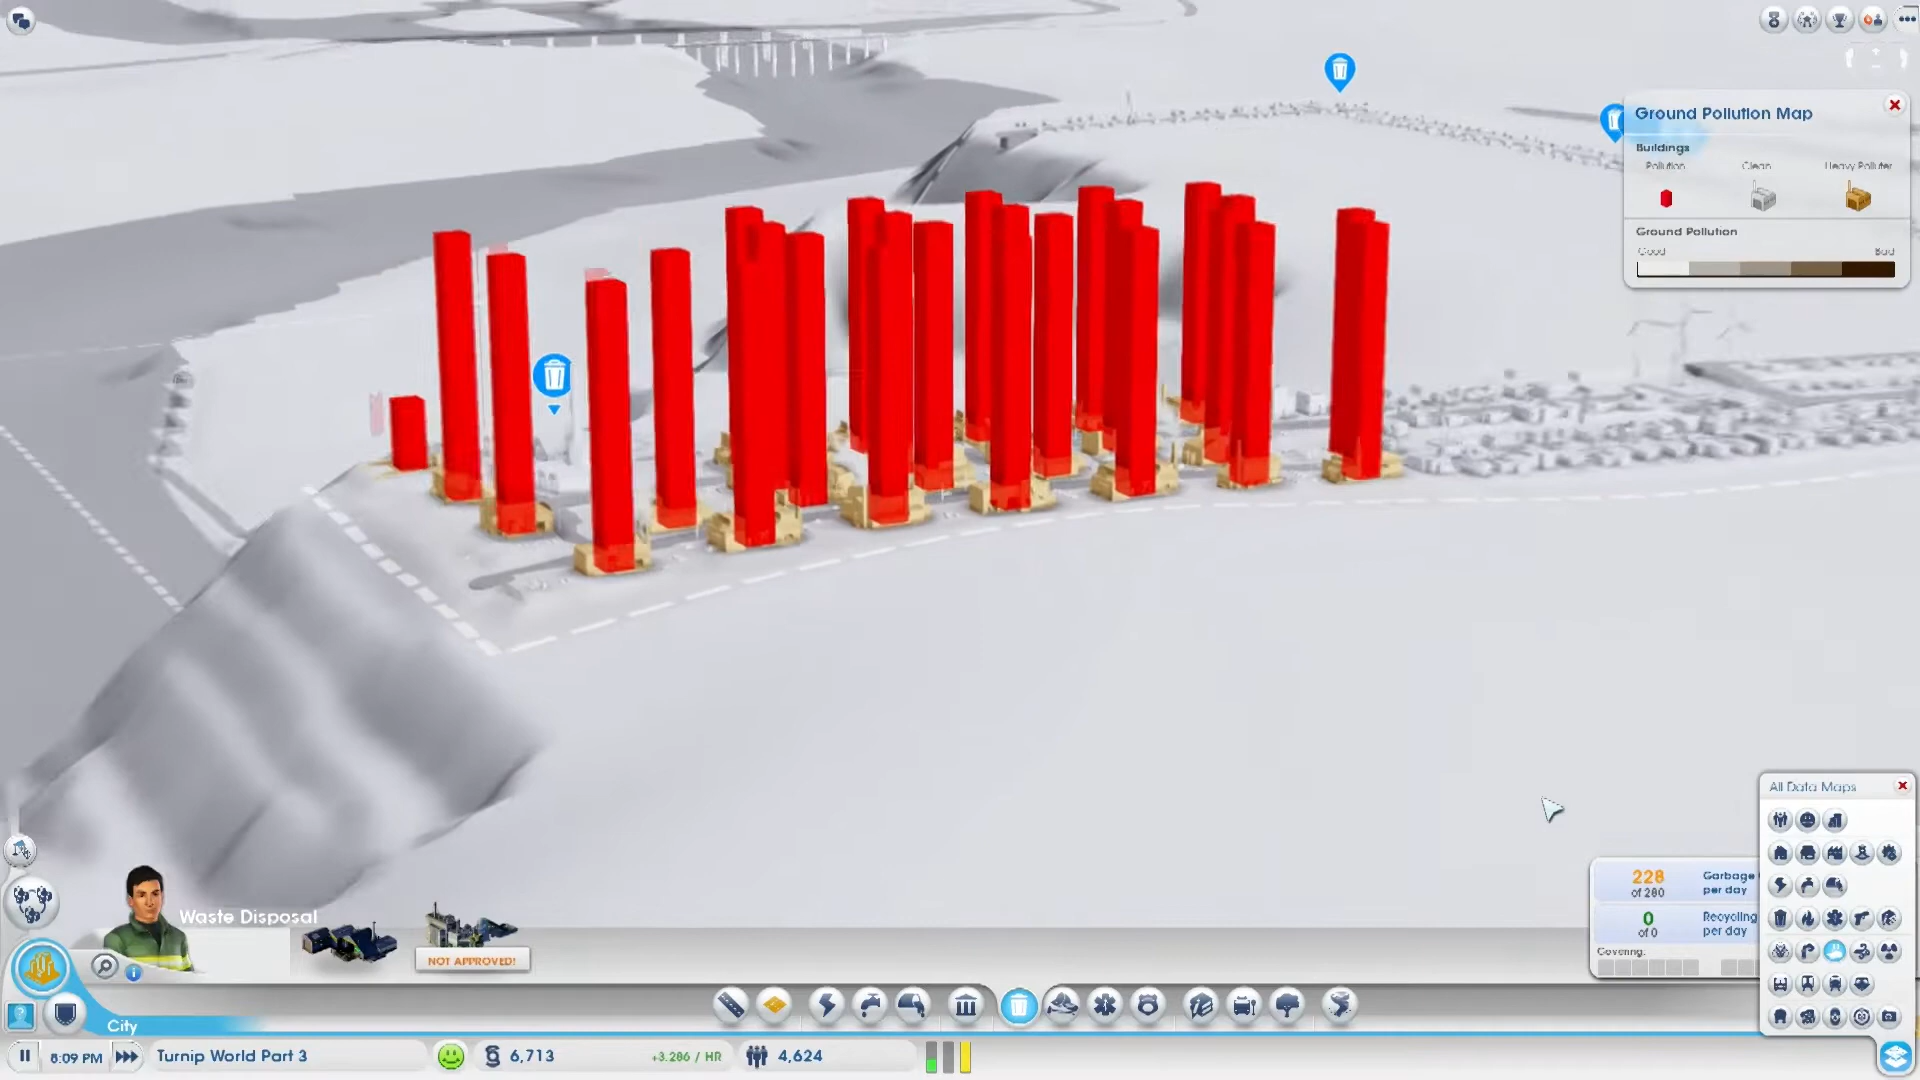 Ground Pollution Map
Buildings
Pollution
Clean
Heavy Polluter
Ground Pollution
Good
Bad
All Data Maps
228
of 280
Garbage
per day
0
of 0
Recycling
per day
Covering:
Waste Disposal
NOT APPROVED!
City
8:09 PM
Turnip World Part 3
6,713
+3,286 / HR
4,624